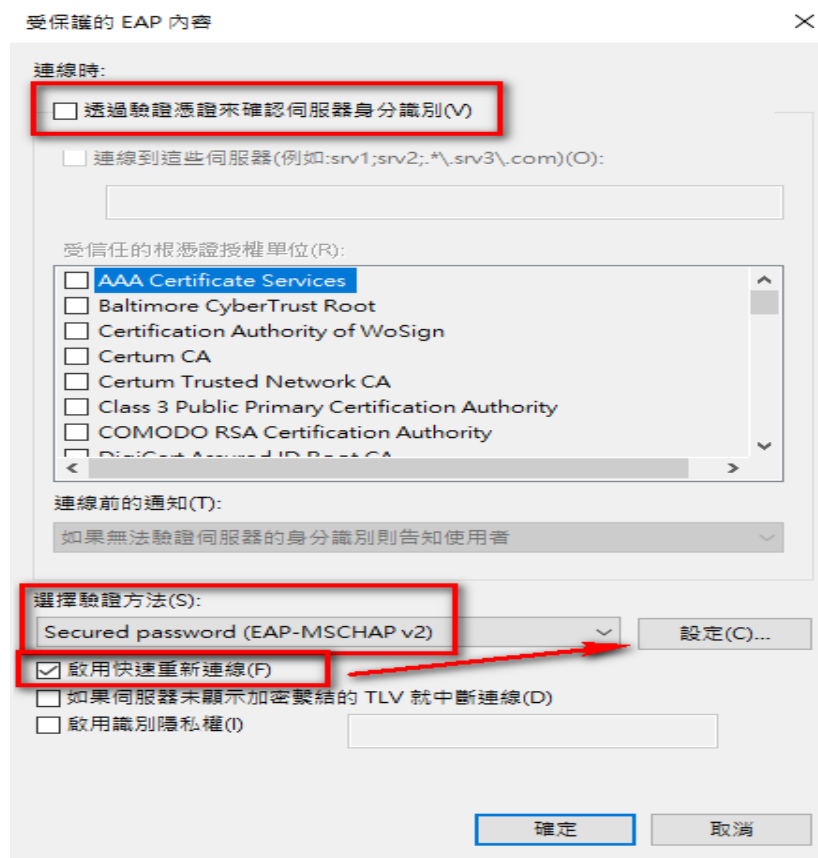 受保護的 EAP 內容
連線時:
透過驗證憑證來確認伺服器身分識別(V)
連線到這些伺服器(例如:srv1;srv2;.*\.srv3\.com)(O):
受信任的根憑證授權單位(R):
AAA Certificate Services
Baltimore CyberTrust Root
Certification Authority of WoSign
Certum CA
Certum Trusted Network CA
Class 3 Public Primary Certification Authority
COMODO RSA Certification Authority
DigiCert Assured ID Root CA
連線前的通知(T):
如果無法驗證伺服器的身分識別則告知使用者
選擇驗證方法(S):
Secured password (EAP-MSCHAP v2)
設定(C)...
啟用快速重新連線(F)
如果伺服器未顯示加密繫結的 TLV 就中斷連線(D)
啟用識別隱私權(I)
確定
取消